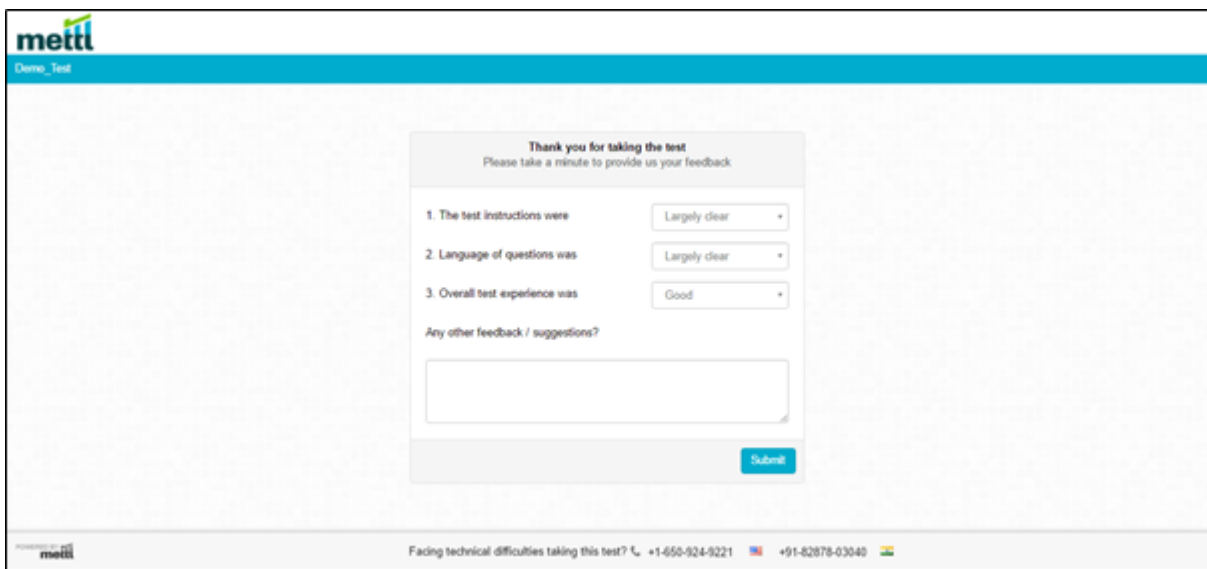 mettl
Demo_Test
Thank you for taking the test
Please take a minute to provide us your feedback
1. The test instructions were Largely clear
2. Language of questions was Largely clear
3. Overall test experience was Good
Any other feedback / suggestions?
Submit
POWERED BY mettl Facing technical difficulties taking this test? +1-650-924-9221 +91-82878-03040